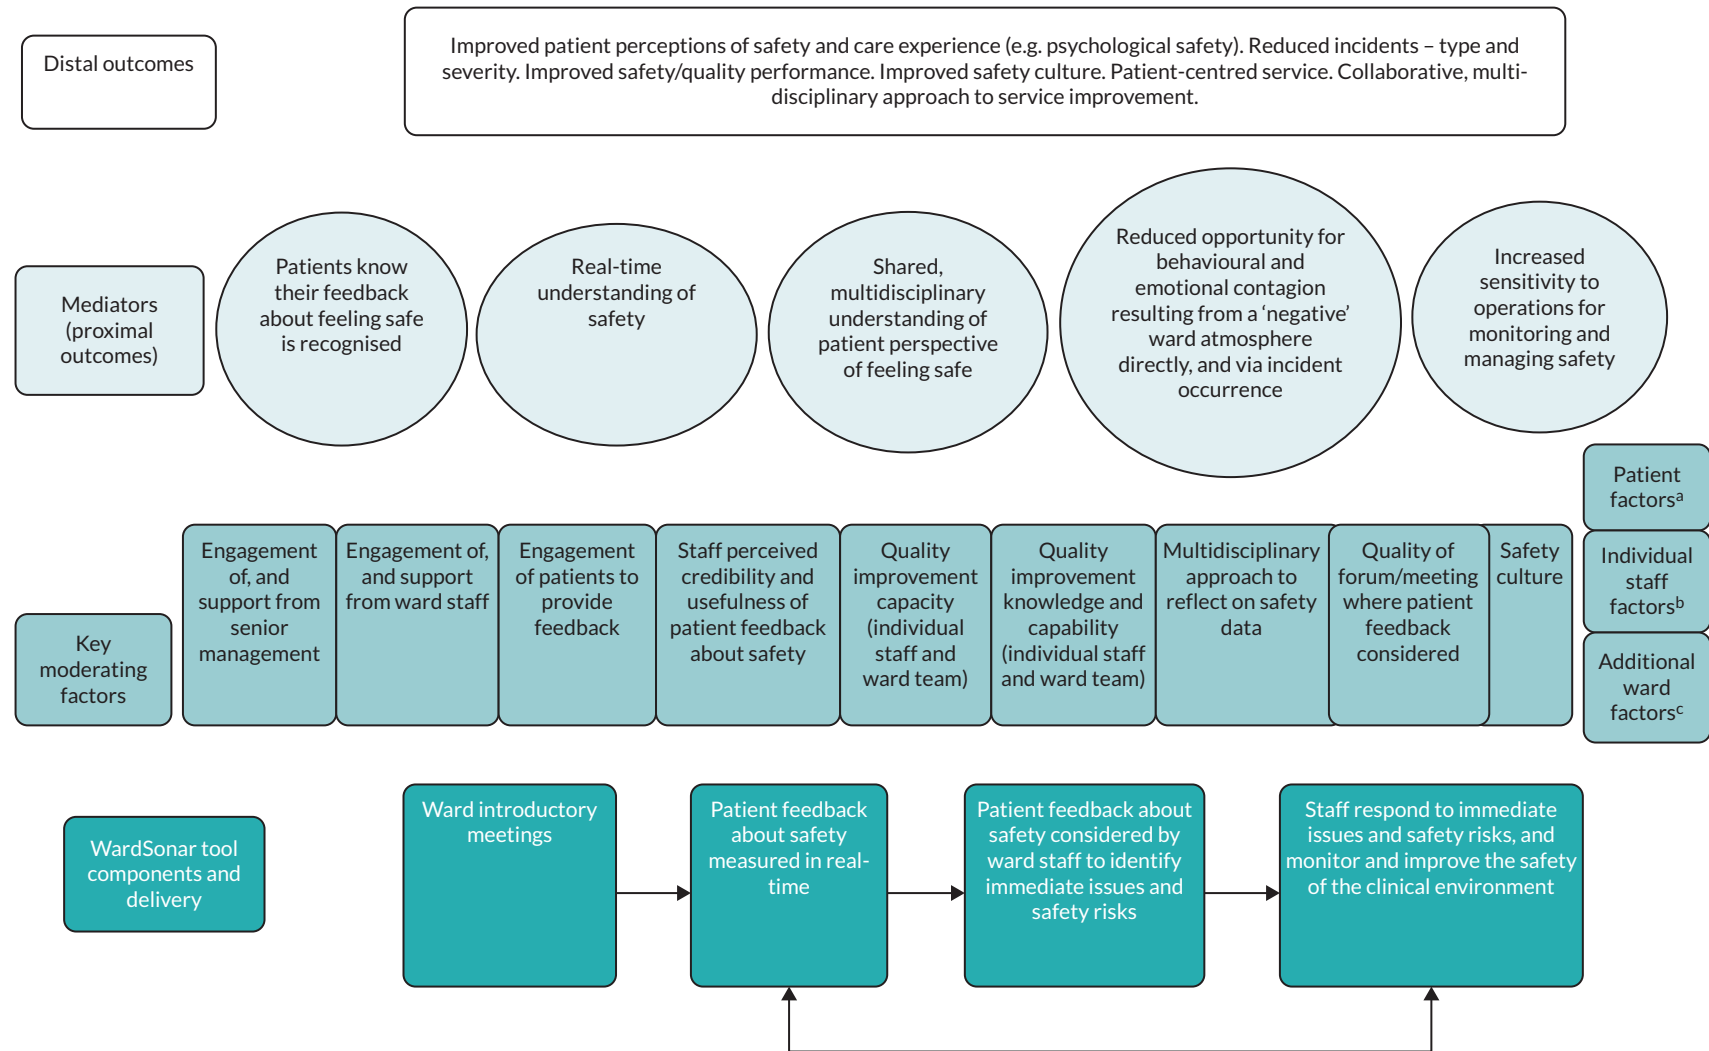 Distal outcomes
Improved patient perceptions of safety and care experience (e.g. psychological safety). Reduced incidents – type and
severity. Improved safety/quality performance. Improved safety culture. Patient-centred service. Collaborative, multi-
disciplinary approach to service improvement.
Mediators
(proximal
outcomes)
Patients know
their feedback
about feeling safe
is recognised
Real-time
understanding of
safety
Shared,
multidisciplinary
understanding of
patient perspective
of feeling safe
Reduced opportunity for
behavioural and
emotional contagion
resulting from a ‘negative’
ward atmosphere
directly, and via incident
occurrence
Increased
sensitivity to
operations for
monitoring and
managing safety
Key
moderating
factors
Engagement
of, and
support from
senior
management
Engagement of,
and support
from ward staff
Engagement
of patients to
provide
feedback
Staff perceived
credibility and
usefulness of
patient feedback
about safety
Quality
improvement
capacity
(individual
staff and
ward team)
Quality
improvement
knowledge and
capability
(individual staff
and ward team)
Multidisciplinary
approach to
reflect on safety
data
Quality of
forum/meeting
where patient
feedback
considered
Safety
culture
Patient
factorsᵃ
Individual
staff
factorsᵇ
Additional
ward
factorsᶜ
WardSonar tool
components and
delivery
Ward introductory
meetings
Patient feedback
about safety
measured in real-
time
Patient feedback about
safety considered by
ward staff to identify
immediate issues and
safety risks
Staff respond to immediate
issues and safety risks, and
monitor and improve the safety
of the clinical environment